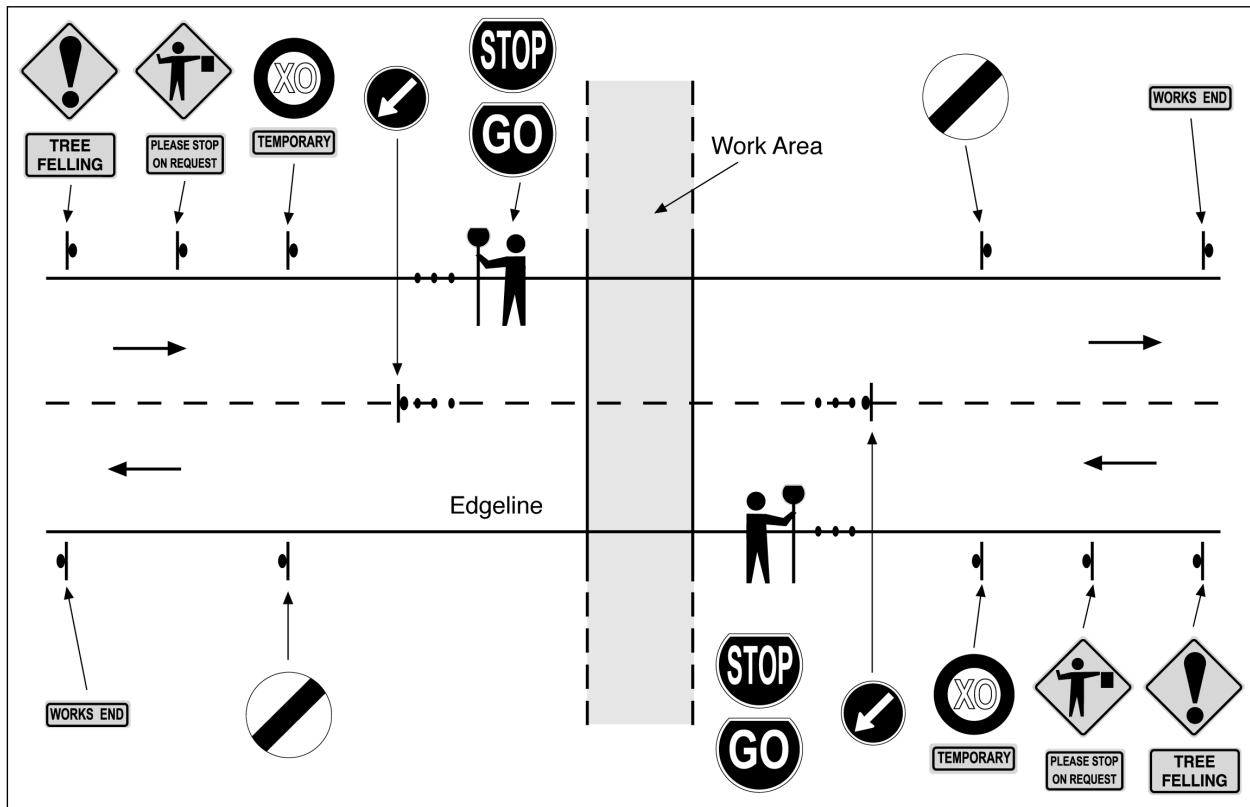 STOP
GO
XO
TREE
FELLING
PLEASE STOP
ON REQUEST
TEMPORARY
WORKS END
Work Area
Edgeline
STOP
GO
WORKS END
XO
TEMPORARY
PLEASE STOP
ON REQUEST
TREE
FELLING